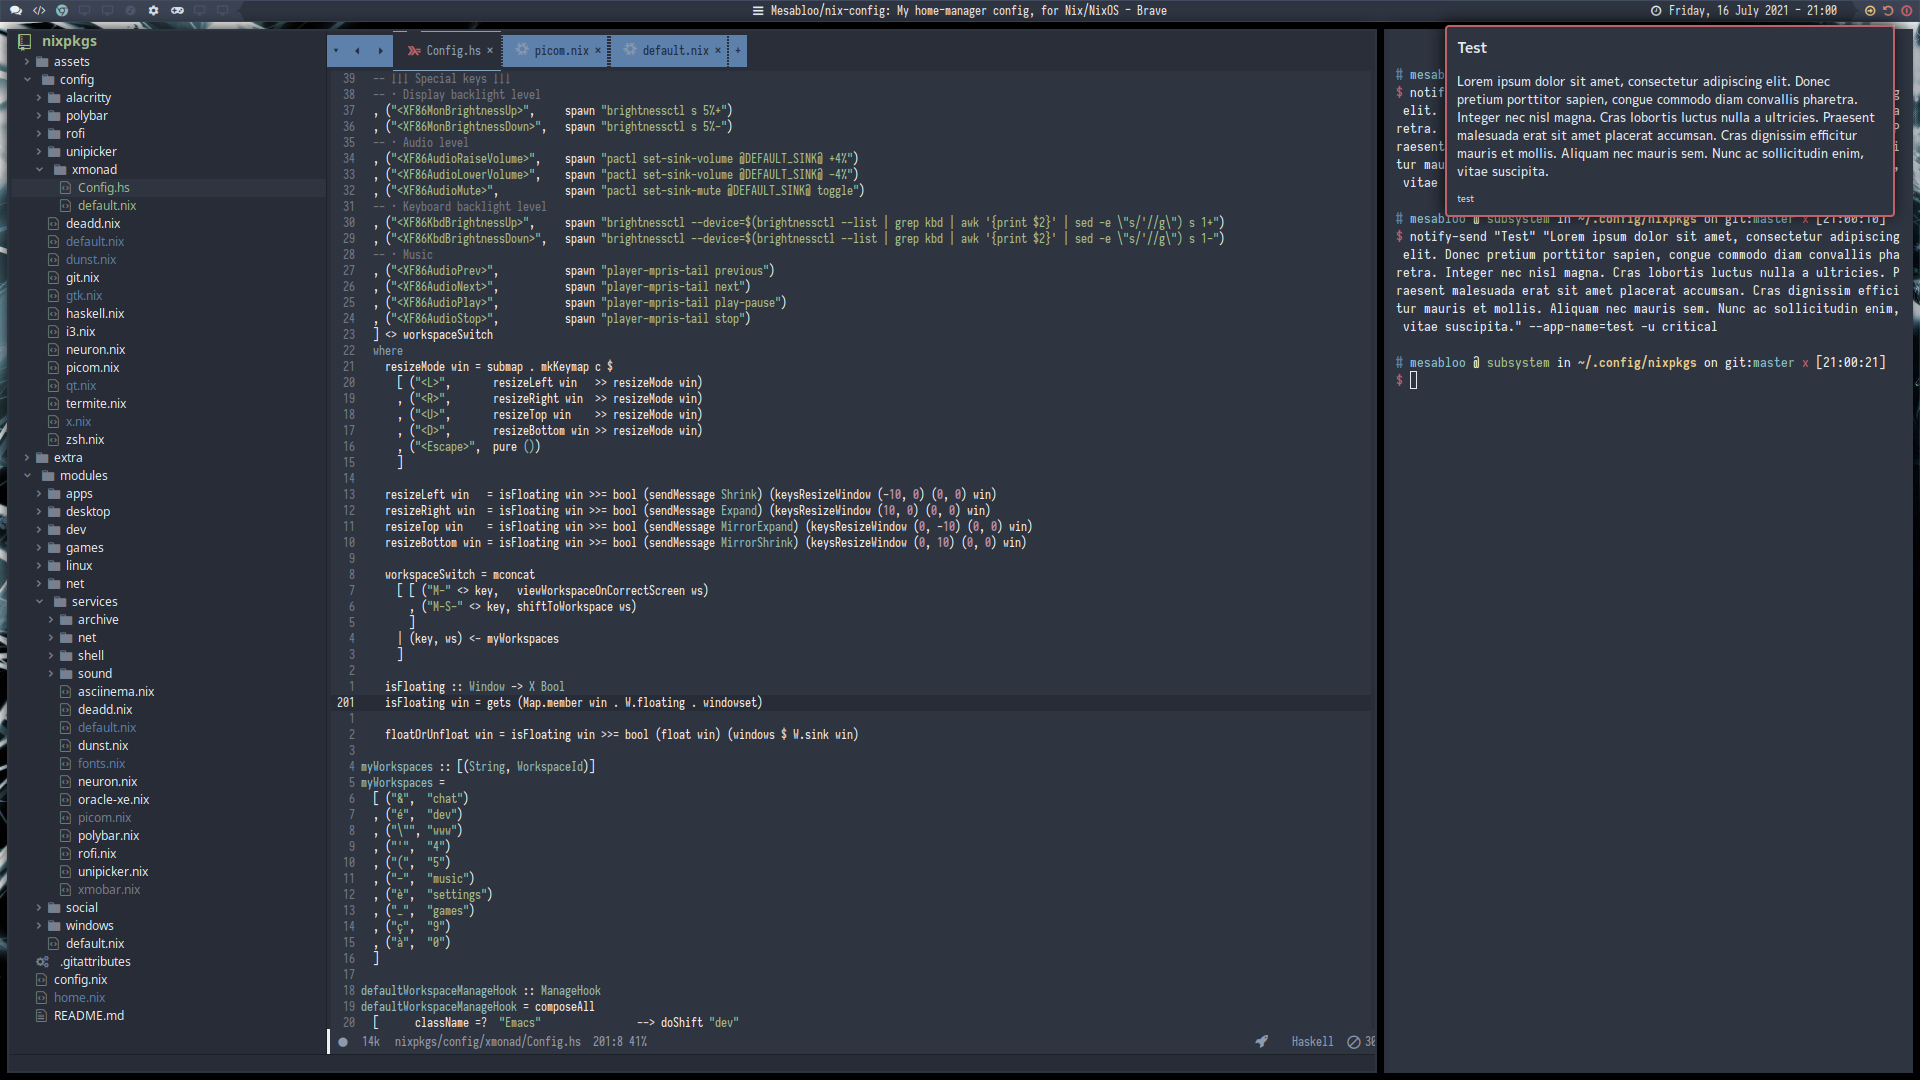 Mesabloo/nix-config: My home-manager config, for Nix/NixOS - Brave
Friday, 16 July 2021 - 21:00
nixpkgs
assets
config
alacritty
polybar
rofi
unipicker
xmonad
Config.hs
default.nix
deadd.nix
default.nix
dunst.nix
git.nix
gtk.nix
haskell.nix
i3.nix
neuron.nix
picom.nix
qt.nix
termite.nix
x.nix
zsh.nix
extra
modules
apps
desktop
dev
games
linux
net
services
archive
net
shell
sound
asciinema.nix
deadd.nix
default.nix
dunst.nix
fonts.nix
neuron.nix
oracle-xe.nix
picom.nix
polybar.nix
rofi.nix
unipicker.nix
xmobar.nix
social
windows
default.nix
.gitattributes
config.nix
home.nix
README.md
Config.hs × picom.nix × default.nix × +
39 -- ⌈⌈⌈ Special keys ⌉⌉⌉
38 -- · Display backlight level
37 , ("<XF86MonBrightnessUp>", spawn "brightnessctl s 5%+")
36 , ("<XF86MonBrightnessDown>", spawn "brightnessctl s 5%-")
35 -- · Audio level
34 , ("<XF86AudioRaiseVolume>", spawn "pactl set-sink-volume @DEFAULT_SINK@ +4%")
33 , ("<XF86AudioLowerVolume>", spawn "pactl set-sink-volume @DEFAULT_SINK@ -4%")
32 , ("<XF86AudioMute>", spawn "pactl set-sink-mute @DEFAULT_SINK@ toggle")
31 -- · Keyboard backlight level
30 , ("<XF86KbdBrightnessUp>", spawn "brightnessctl --device=$(brightnessctl --list | grep kbd | awk '{print $2}' | sed -e \"s/'//g\") s 1+")
29 , ("<XF86KbdBrightnessDown>", spawn "brightnessctl --device=$(brightnessctl --list | grep kbd | awk '{print $2}' | sed -e \"s/'//g\") s 1-")
28 -- · Music
27 , ("<XF86AudioPrev>", spawn "player-mpris-tail previous")
26 , ("<XF86AudioNext>", spawn "player-mpris-tail next")
25 , ("<XF86AudioPlay>", spawn "player-mpris-tail play-pause")
24 , ("<XF86AudioStop>", spawn "player-mpris-tail stop")
23 ] <> workspaceSwitch
22 where
21 resizeMode win = submap . mkKeymap c $
20 [ ("<L>", resizeLeft win >> resizeMode win)
19 , ("<R>", resizeRight win >> resizeMode win)
18 , ("<U>", resizeTop win >> resizeMode win)
17 , ("<D>", resizeBottom win >> resizeMode win)
16 , ("<Escape>", pure ())
15 ]
14
13 resizeLeft win = isFloating win >>= bool (sendMessage Shrink) (keysResizeWindow (-10, 0) (0, 0) win)
12 resizeRight win = isFloating win >>= bool (sendMessage Expand) (keysResizeWindow (10, 0) (0, 0) win)
11 resizeTop win = isFloating win >>= bool (sendMessage MirrorExpand) (keysResizeWindow (0, -10) (0, 0) win)
10 resizeBottom win = isFloating win >>= bool (sendMessage MirrorShrink) (keysResizeWindow (0, 10) (0, 0) win)
9
8 workspaceSwitch = mconcat
7 [ [ ("M-" <> key, viewWorkspaceOnCorrectScreen ws)
6 , ("M-S-" <> key, shiftToWorkspace ws)
5 ]
4 | (key, ws) <- myWorkspaces
3 ]
2
1 isFloating :: Window -> X Bool
201 isFloating win = gets (Map.member win . W.floating . windowset)
1
2 floatOrUnfloat win = isFloating win >>= bool (float win) (windows $ W.sink win)
3
4 myWorkspaces :: [(String, WorkspaceId)]
5 myWorkspaces =
6 [ ("&", "chat")
7 , ("é", "dev")
8 , ("\"", "www")
9 , ("'", "4")
10 , ("(", "5")
11 , ("-", "music")
12 , ("è", "settings")
13 , ("_", "games")
14 , ("ç", "9")
15 , ("à", "0")
16 ]
17
18 defaultWorkspaceManageHook :: ManageHook
19 defaultWorkspaceManageHook = composeAll
20 [ className =? "Emacs" --> doShift "dev"
14k nixpkgs/config/xmonad/Config.hs 201:8 41% Haskell
Test
Lorem ipsum dolor sit amet, consectetur adipiscing elit. Donec
pretium porttitor sapien, congue commodo diam convallis pharetra.
Integer nec nisl magna. Cras lobortis luctus nulla a ultricies. Praesent
malesuada erat sit amet placerat accumsan. Cras dignissim efficitur
mauris et mollis. Aliquam nec mauris sem. Nunc ac sollicitudin enim,
vitae suscipita.
test
# mesab
$ notif g
elit. a
retra. P
raesent i
tur mau ,
vitae
# mesabloo @ subsystem in ~/.config/nixpkgs on git:master x [21:00:10]
$ notify-send "Test" "Lorem ipsum dolor sit amet, consectetur adipiscing
elit. Donec pretium porttitor sapien, congue commodo diam convallis pha
retra. Integer nec nisl magna. Cras lobortis luctus nulla a ultricies. P
raesent malesuada erat sit amet placerat accumsan. Cras dignissim effici
tur mauris et mollis. Aliquam nec mauris sem. Nunc ac sollicitudin enim,
vitae suscipita." --app-name=test -u critical
# mesabloo @ subsystem in ~/.config/nixpkgs on git:master x [21:00:21]
$